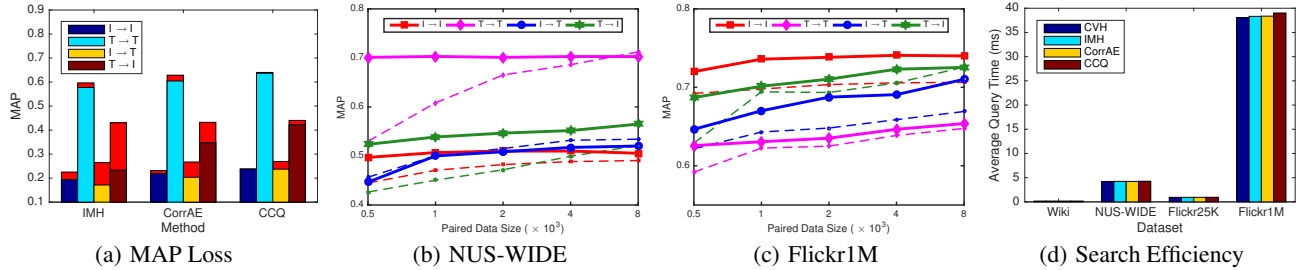 0.9
0.8
0.7
0.6
0.5
0.4
0.3
0.2
0.1
MAP
I → I
T → T
I → T
T → I
IMH CorrAE CCQ
Method
(a) MAP Loss
0.8
0.7
0.6
0.5
0.4
MAP
I → I T → T I → T T → I
0.5 1 2 4 8
Paired Data Size ( × 10³)
(b) NUS-WIDE
0.8
0.7
0.6
MAP
I → I T → T I → T T → I
0.5 1 2 4 8
Paired Data Size ( × 10³)
(c) Flickr1M
40
35
30
25
20
15
10
5
0
Average Query Time (ms)
CVH
IMH
CorrAE
CCQ
Wiki NUS-WIDE Flickr25K Flickr1M
Dataset
(d) Search Efficiency